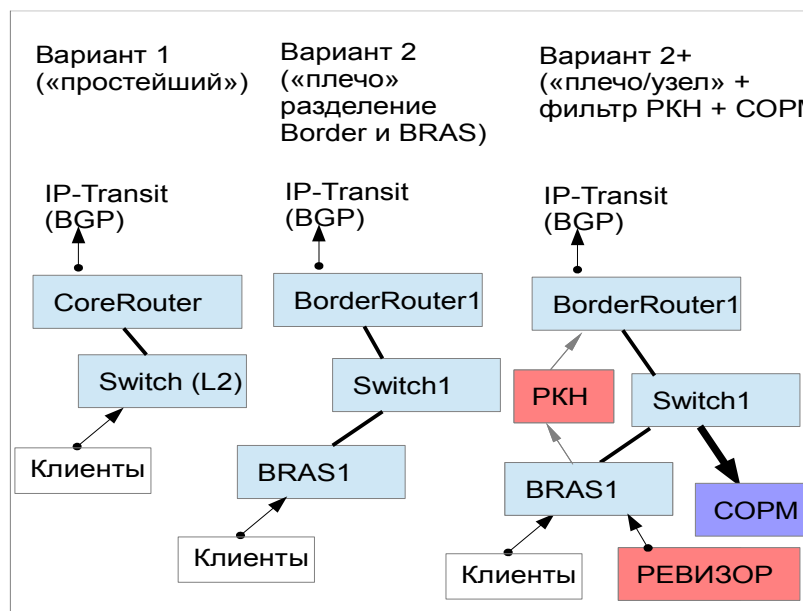 Вариант 1
(«простейший»)
IP-Transit
(BGP)
CoreRouter
Switch (L2)
Клиенты
Вариант 2
(«плечо»
разделение
Border и BRAS)
IP-Transit
(BGP)
BorderRouter1
Switch1
BRAS1
Клиенты
Вариант 2+
(«плечо/узел» +
фильтр РКН + СОРМ
IP-Transit
(BGP)
BorderRouter1
РКН
Switch1
BRAS1
СОРМ
Клиенты
РЕВИЗОР